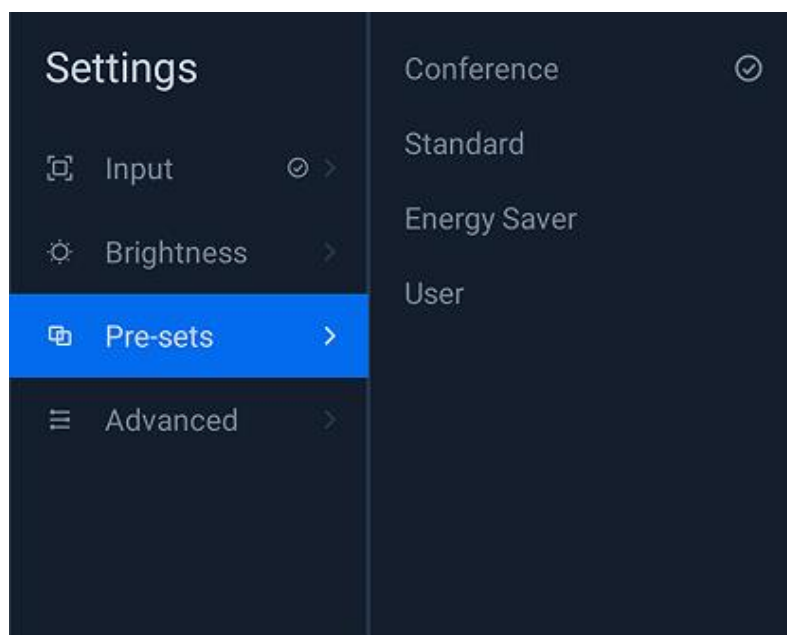 Settings
Input
Brightness
Pre-sets
Advanced
Conference
Standard
Energy Saver
User